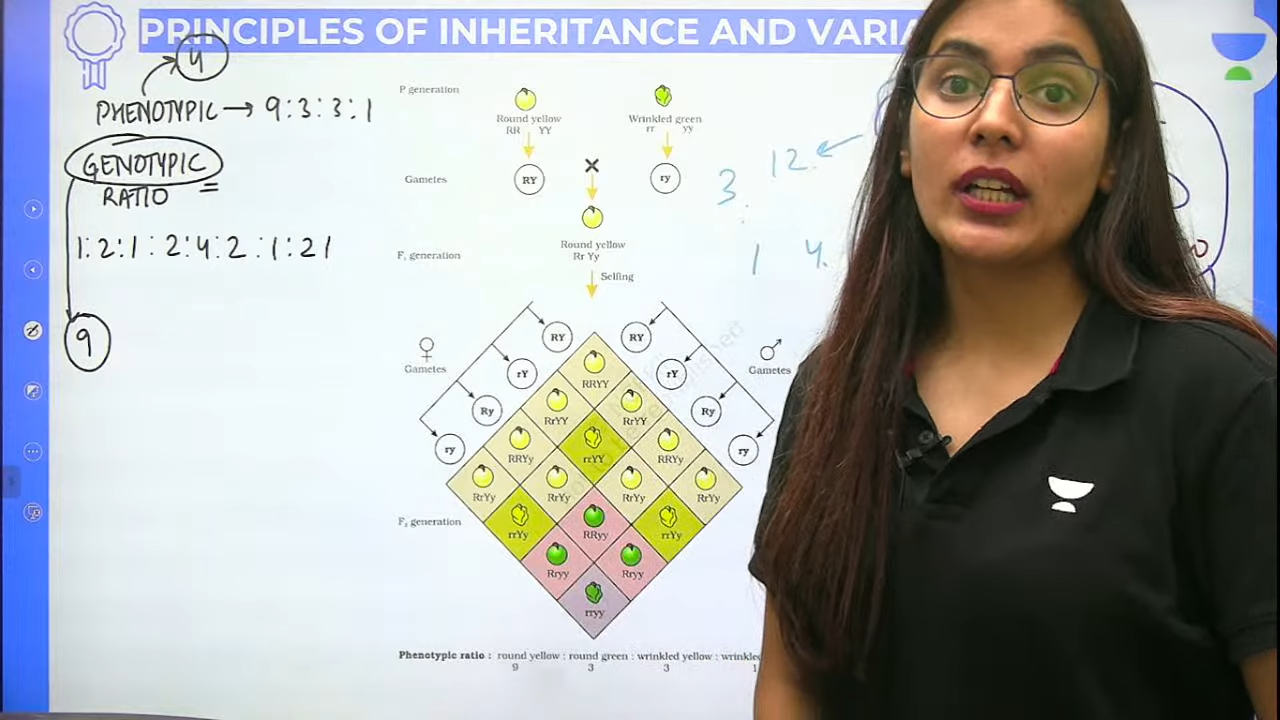 PRINCIPLES OF INHERITANCE AND VARIA
4
PHENOTYPIC → 9:3:3:1
GENOTYPIC
RATIO
1:2:1:2:4:2:1:21
9
P generation
Round yellow
RR YY
Wrinkled green
rr yy
Gametes
RY
×
ry
Round yellow
Rr Yy
F₁ generation
Selfing
3
12
1 4
♀
Gametes
♂
Gametes
RY
RY
rY
rY
Ry
Ry
ry
ry
RRYY
RrYY
RrYY
RRYy
rrYY
RRYy
RrYy
RrYy
RrYy
RrYy
F₂ generation
rrYy
RRyy
rrYy
Rryy
Rryy
rryy
Phenotypic ratio : round yellow : round green : wrinkled yellow : wrinkled
9 3 3 1